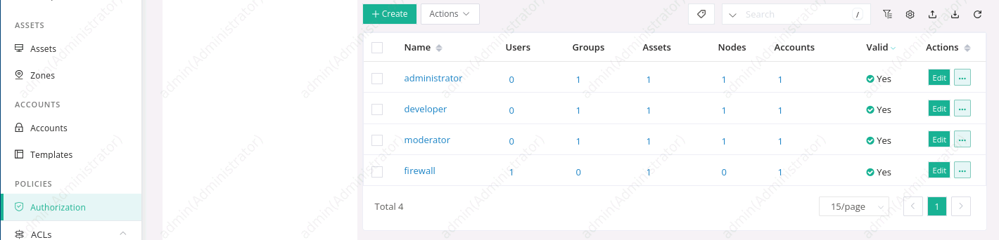 ASSETS
Assets
Zones
ACCOUNTS
Accounts
Templates
POLICIES
Authorization
ACLs
+ Create Actions Search /
Name Users Groups Assets Nodes Accounts Valid Actions
administrator 0 1 1 1 1 Yes Edit ...
developer 0 1 1 1 1 Yes Edit ...
moderator 0 1 1 1 1 Yes Edit ...
firewall 1 0 1 0 1 Yes Edit ...
Total 4 15/page 1
admin(Administrator)